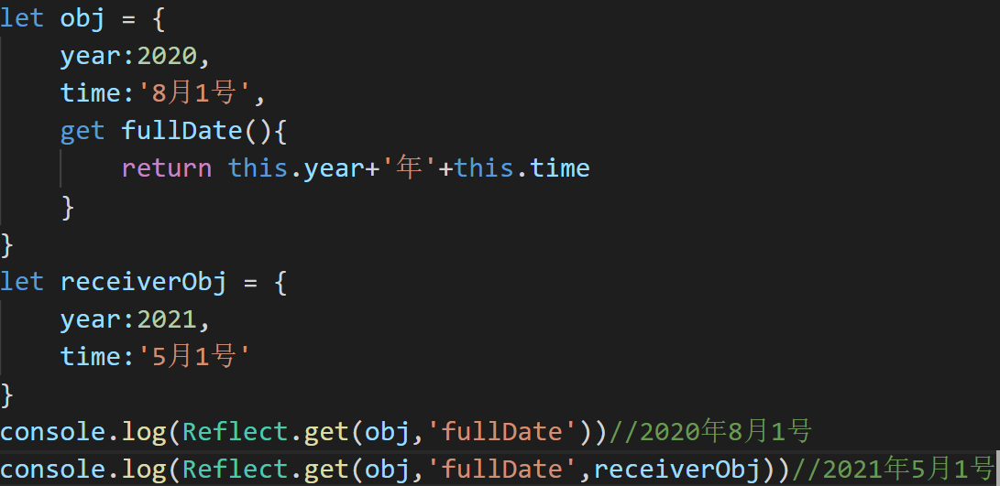 let obj = {
    year:2020,
    time:'8月1号',
    get fullDate(){
        return this.year+'年'+this.time
    }
}
let receiverObj = {
    year:2021,
    time:'5月1号'
}
console.log(Reflect.get(obj,'fullDate'))//2020年8月1号
console.log(Reflect.get(obj,'fullDate',receiverObj))//2021年5月1号